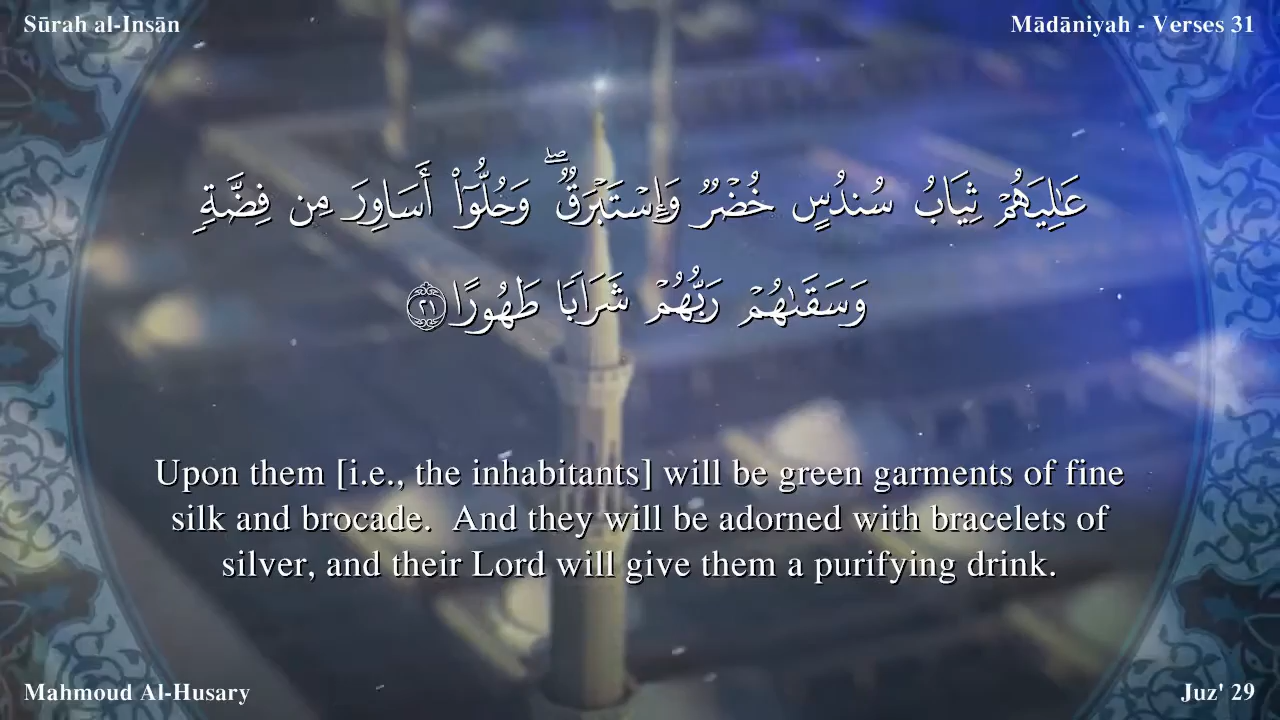 Sūrah al-Insān
Mādāniyah - Verses 31
عَٰلِيَهُمْ ثِيَابُ سُندُسٍ خُضْرٌ وَإِسْتَبْرَقٌ ۖ وَحُلُّوٓا۟ أَسَاوِرَ مِن فِضَّةٍ
وَسَقَىٰهُمْ رَبُّهُمْ شَرَابًا طَهُورًا ٢١
Upon them [i.e., the inhabitants] will be green garments of fine
silk and brocade.  And they will be adorned with bracelets of
silver, and their Lord will give them a purifying drink.
Mahmoud Al-Husary
Juz' 29